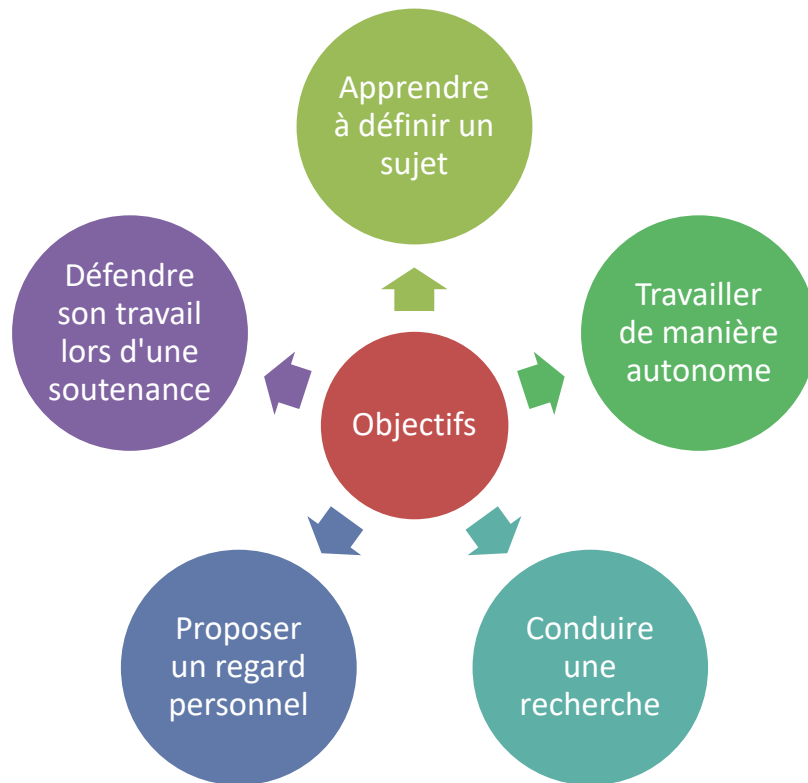 Apprendre
à définir un
sujet
Défendre
son travail
lors d'une
soutenance
Travailler
de manière
autonome
Objectifs
Proposer
un regard
personnel
Conduire
une
recherche